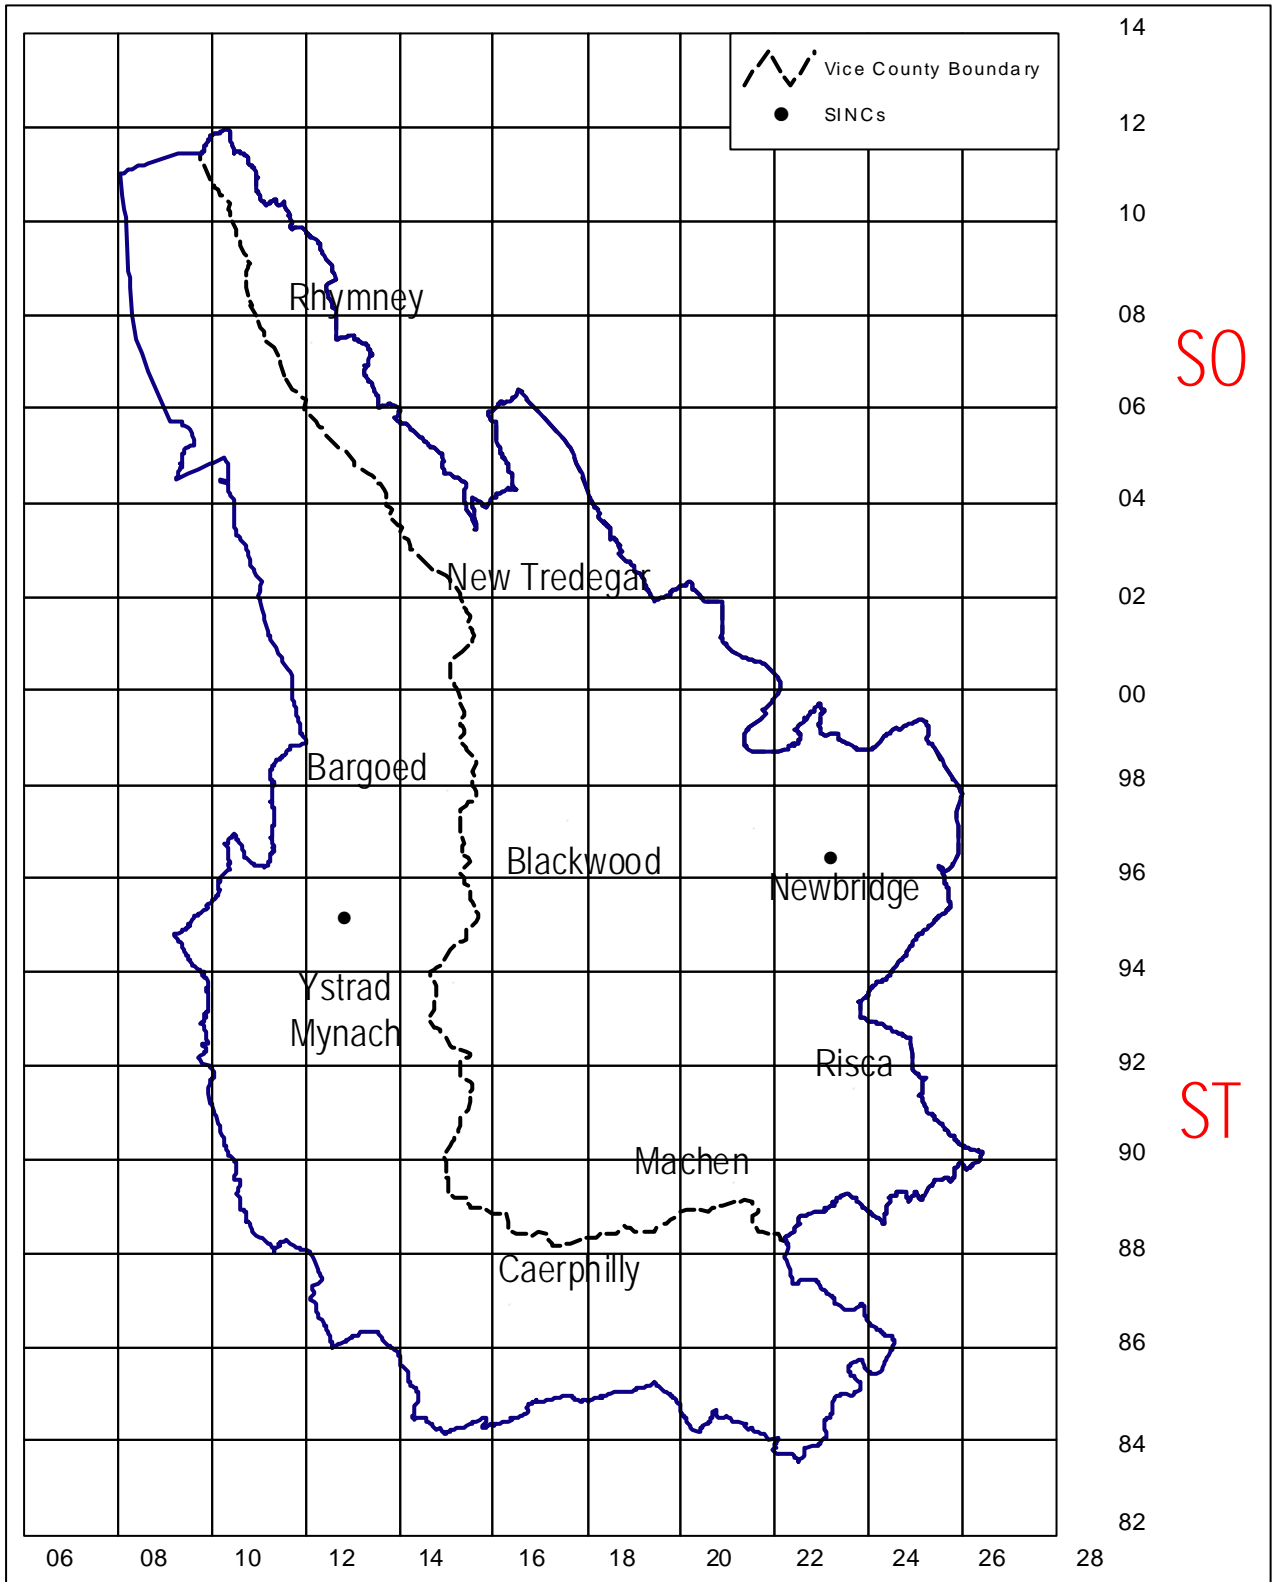 14
Vice County Boundary
SINCs
12
10
Rhymney
08
SO
06
04
New Tredegar
02
00
Bargoed
98
Blackwood
96
Newbridge
94
Ystrad
Mynach
Risca
92
ST
Machen
90
88
Caerphilly
86
84
82
06 08 10 12 14 16 18 20 22 24 26 28